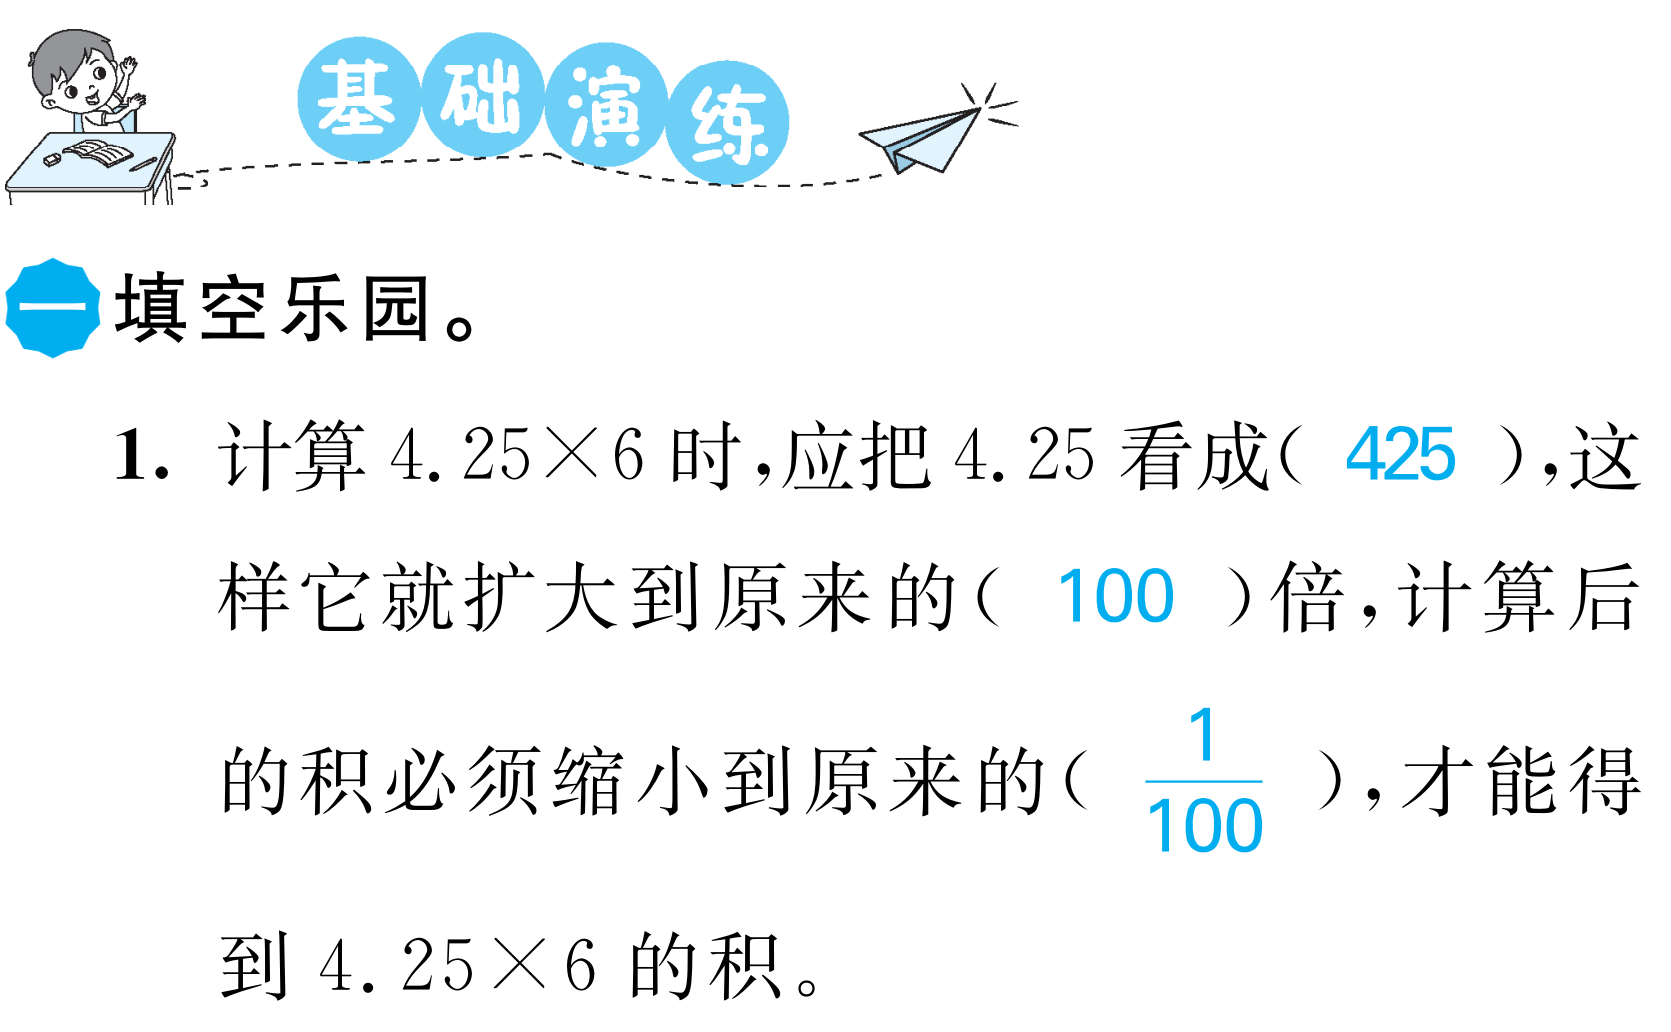 基础演练
一 填空乐园。
1. 计算 4.25×6 时,应把 4.25 看成( 425 ),这
样它就扩大到原来的( 100 )倍,计算后
的积必须缩小到原来的( 1/100 ),才能得
到 4.25×6 的积。